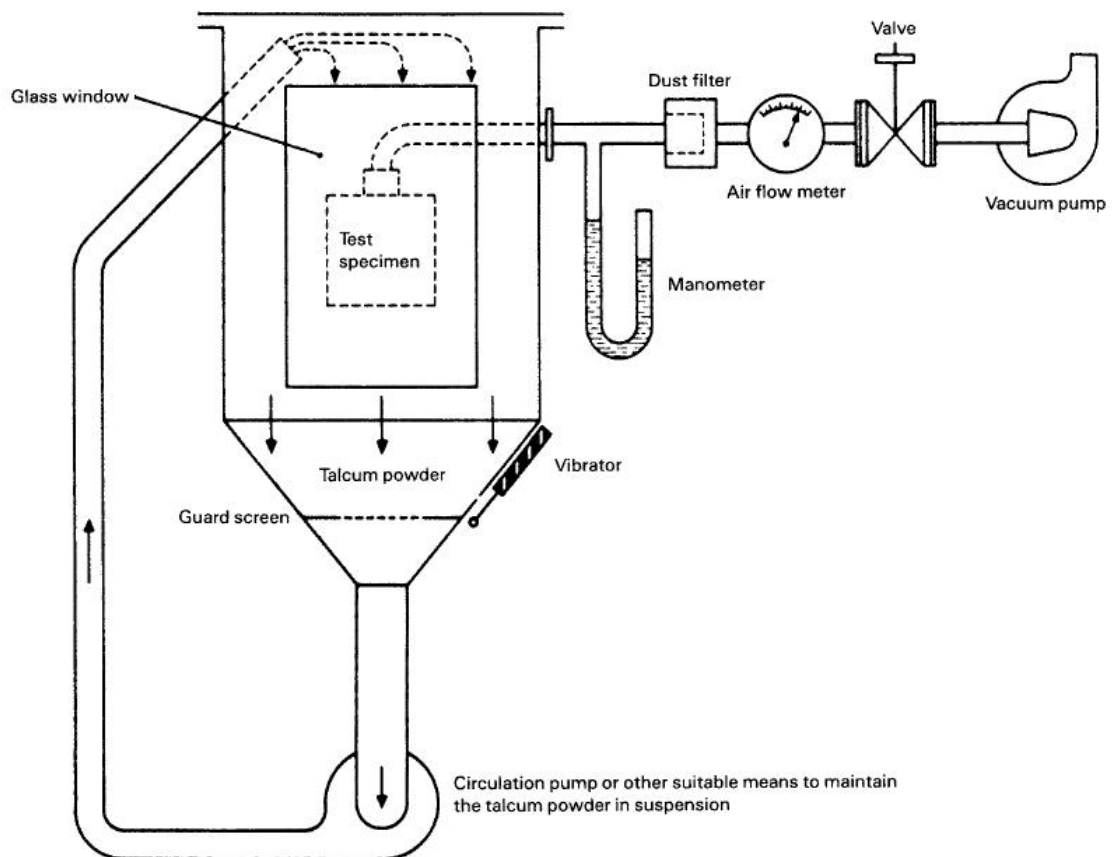 Valve
Dust filter
Glass window
Air flow meter
Vacuum pump
Test
specimen
Manometer
Talcum powder
Vibrator
Guard screen
Circulation pump or other suitable means to maintain
the talcum powder in suspension